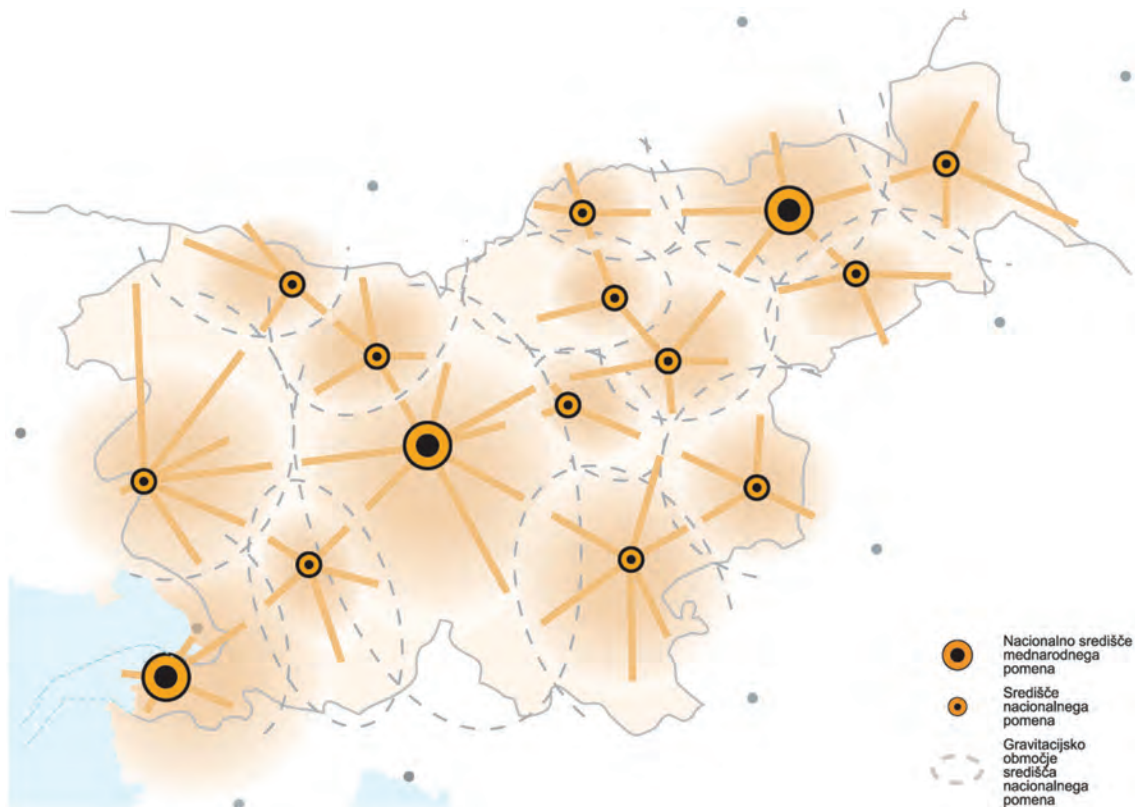 Nacionalno središče
mednarodnega
pomena
Središče
nacionalnega
pomena
Gravitacijsko
območje
središča
nacionalnega
pomena